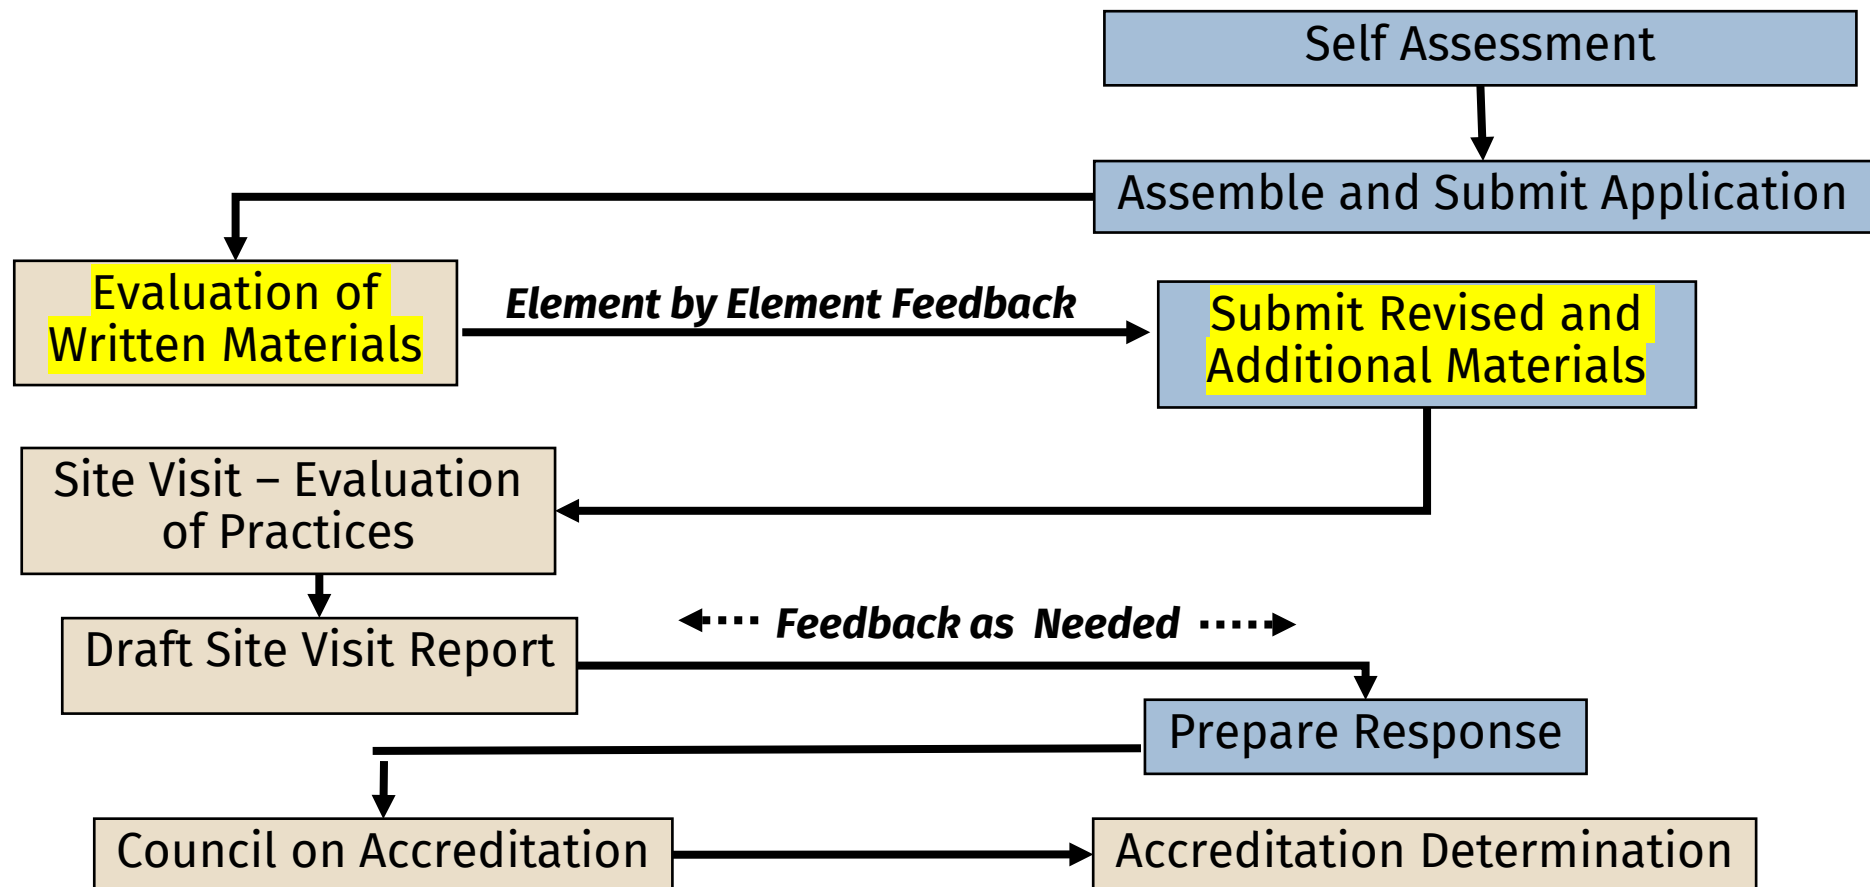 Self Assessment
Assemble and Submit Application
Evaluation of
Written Materials
Element by Element Feedback
Submit Revised and
Additional Materials
Site Visit – Evaluation
of Practices
Draft Site Visit Report
Feedback as Needed
Prepare Response
Council on Accreditation
Accreditation Determination